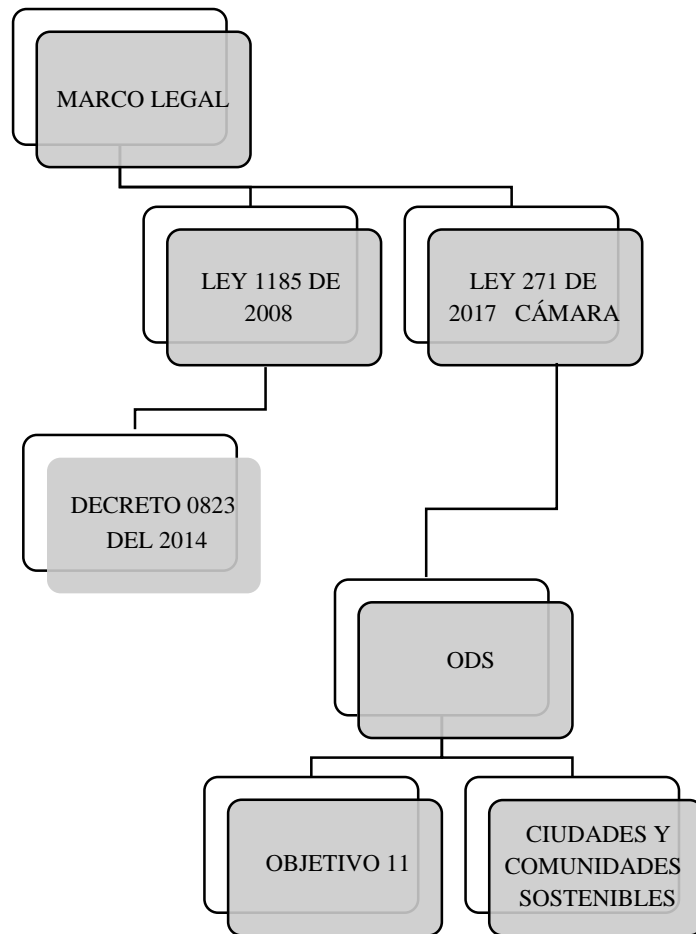 MARCO LEGAL
LEY 1185 DE
2008
LEY 271 DE
2017 CÁMARA
DECRETO 0823
DEL 2014
ODS
OBJETIVO 11
CIUDADES Y
COMUNIDADES
SOSTENIBLES